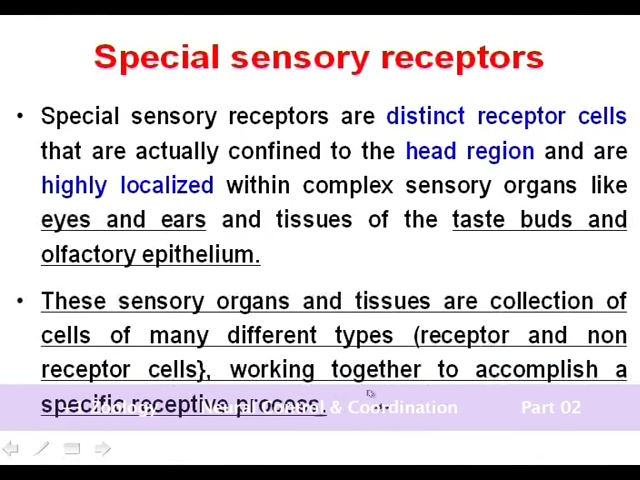 Special sensory receptors
• Special sensory receptors are distinct receptor cells
that are actually confined to the head region and are
highly localized within complex sensory organs like
eyes and ears and tissues of the taste buds and
olfactory epithelium.
• These sensory organs and tissues are collection of
cells of many different types (receptor and non
receptor cells}, working together to accomplish a
specific receptive process.
Zoology Neural Control & Coordination Part 02